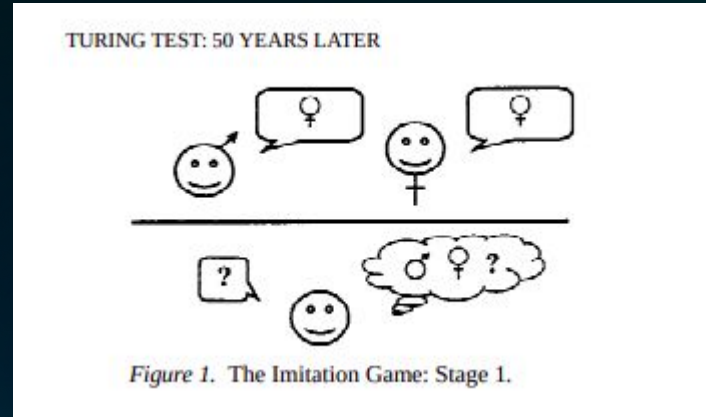 TURING TEST: 50 YEARS LATER
♀ ♀
? ♂ ♀ ?
Figure 1. The Imitation Game: Stage 1.